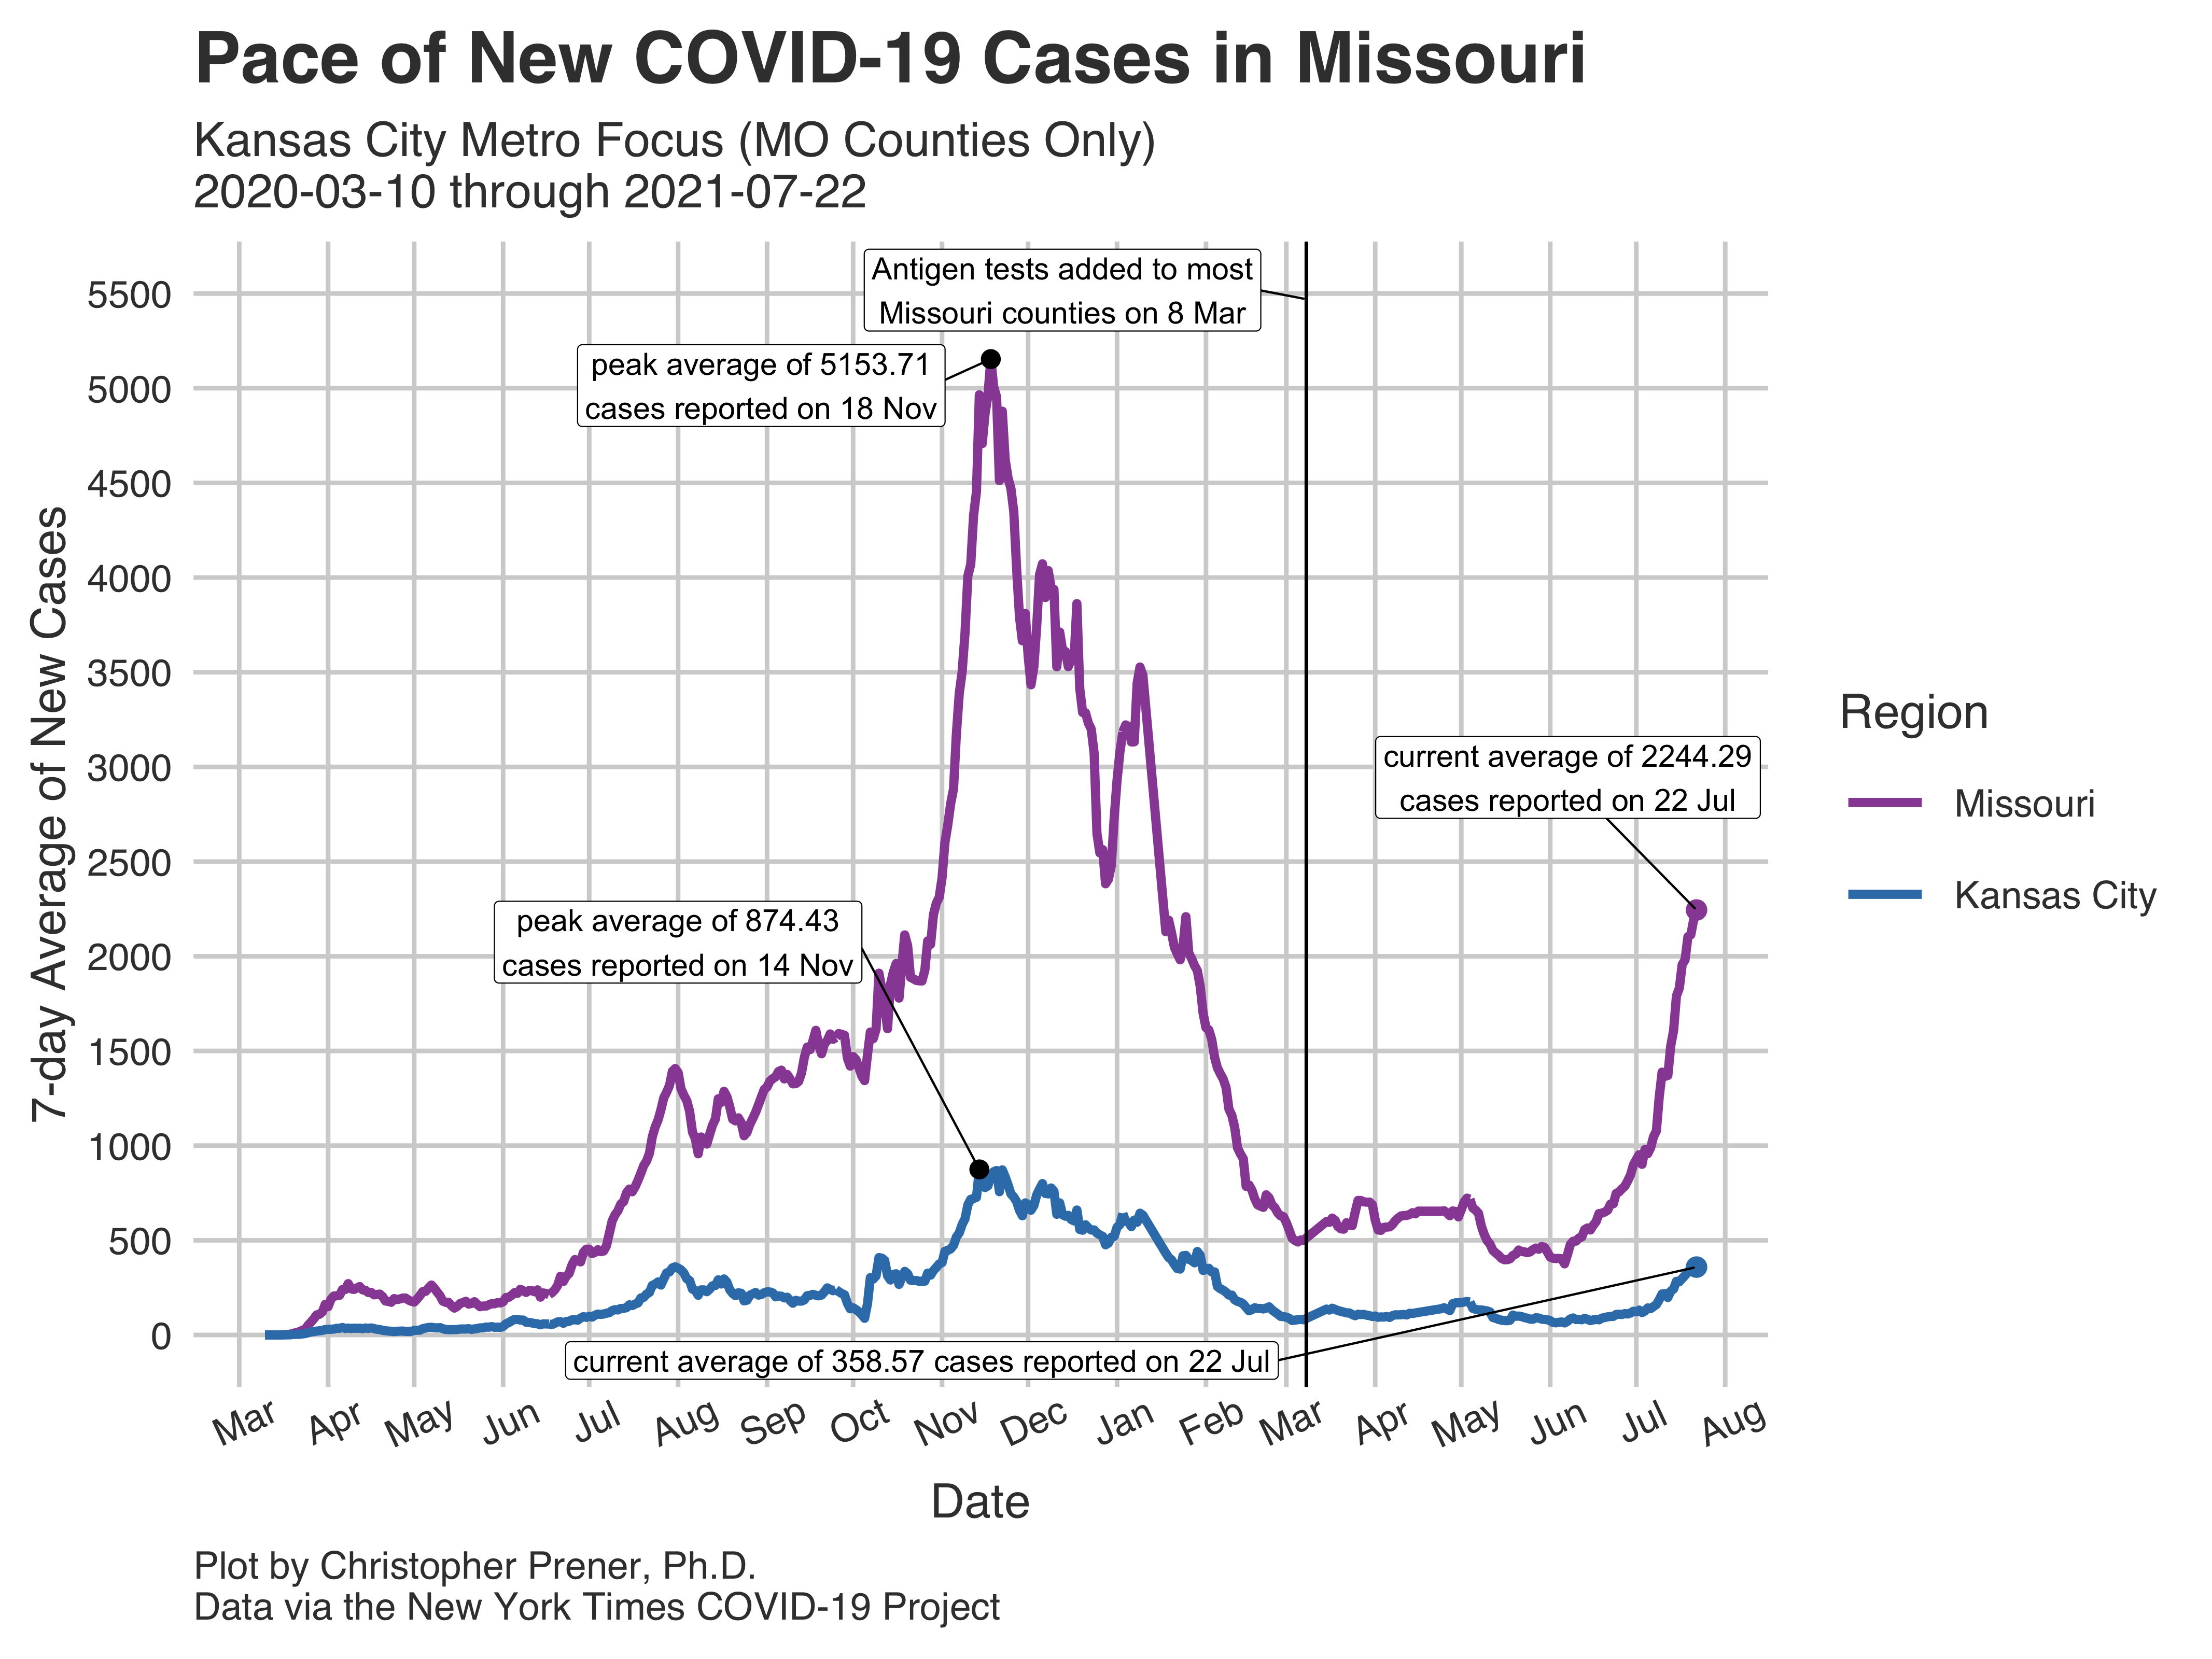 Pace of New COVID-19 Cases in Missouri
Kansas City Metro Focus (MO Counties Only)
2020-03-10 through 2021-07-22
7-day Average of New Cases
5500
5000
4500
4000
3500
3000
2500
2000
1500
1000
500
0
Antigen tests added to most
Missouri counties on 8 Mar
peak average of 5153.71
cases reported on 18 Nov
current average of 2244.29
cases reported on 22 Jul
peak average of 874.43
cases reported on 14 Nov
current average of 358.57 cases reported on 22 Jul
Mar Apr May Jun Jul Aug Sep Oct Nov Dec Jan Feb Mar Apr May Jun Jul Aug
Date
Region
Missouri
Kansas City
Plot by Christopher Prener, Ph.D.
Data via the New York Times COVID-19 Project